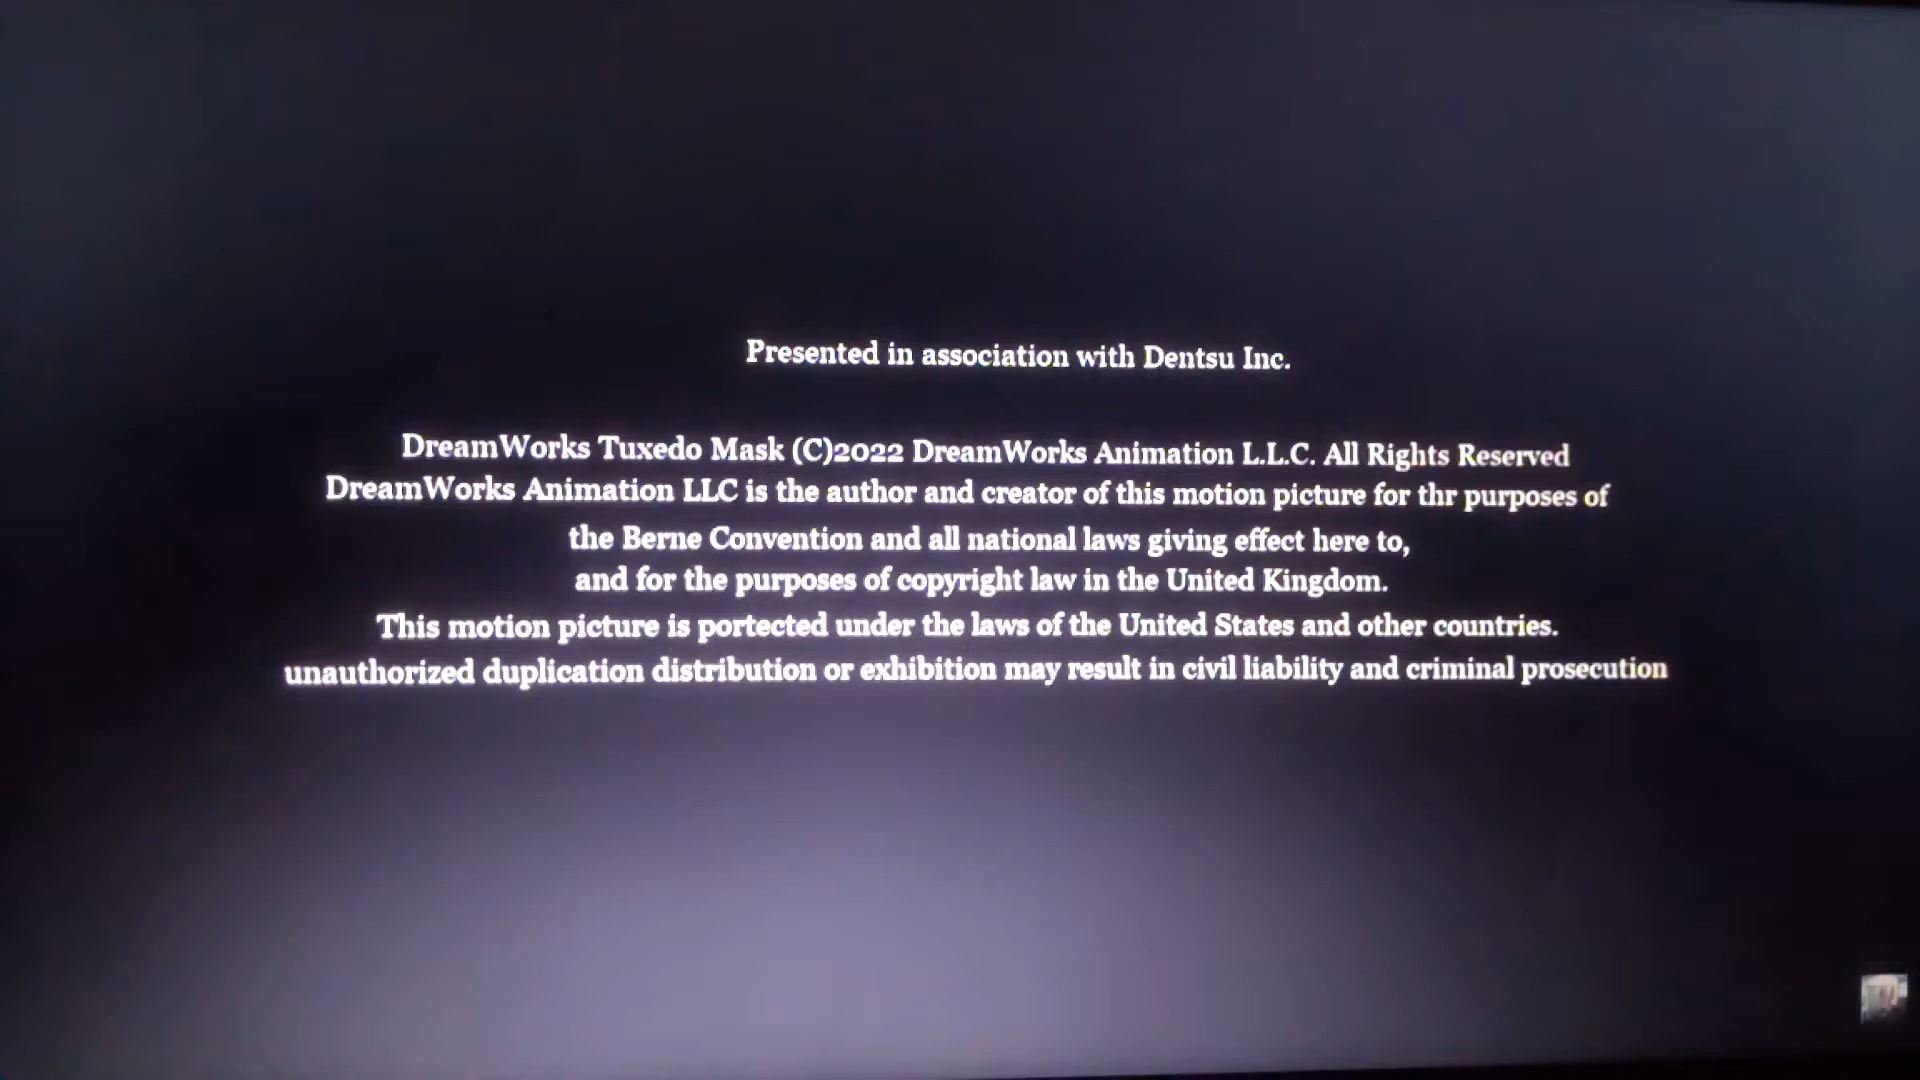 Presented in association with Dentsu Inc.
DreamWorks Tuxedo Mask (C)2022 DreamWorks Animation L.L.C. All Rights Reserved
DreamWorks Animation LLC is the author and creator of this motion picture for thr purposes of
the Berne Convention and all national laws giving effect here to,
and for the purposes of copyright law in the United Kingdom.
This motion picture is portected under the laws of the United States and other countries.
unauthorized duplication distribution or exhibition may result in civil liability and criminal prosecution